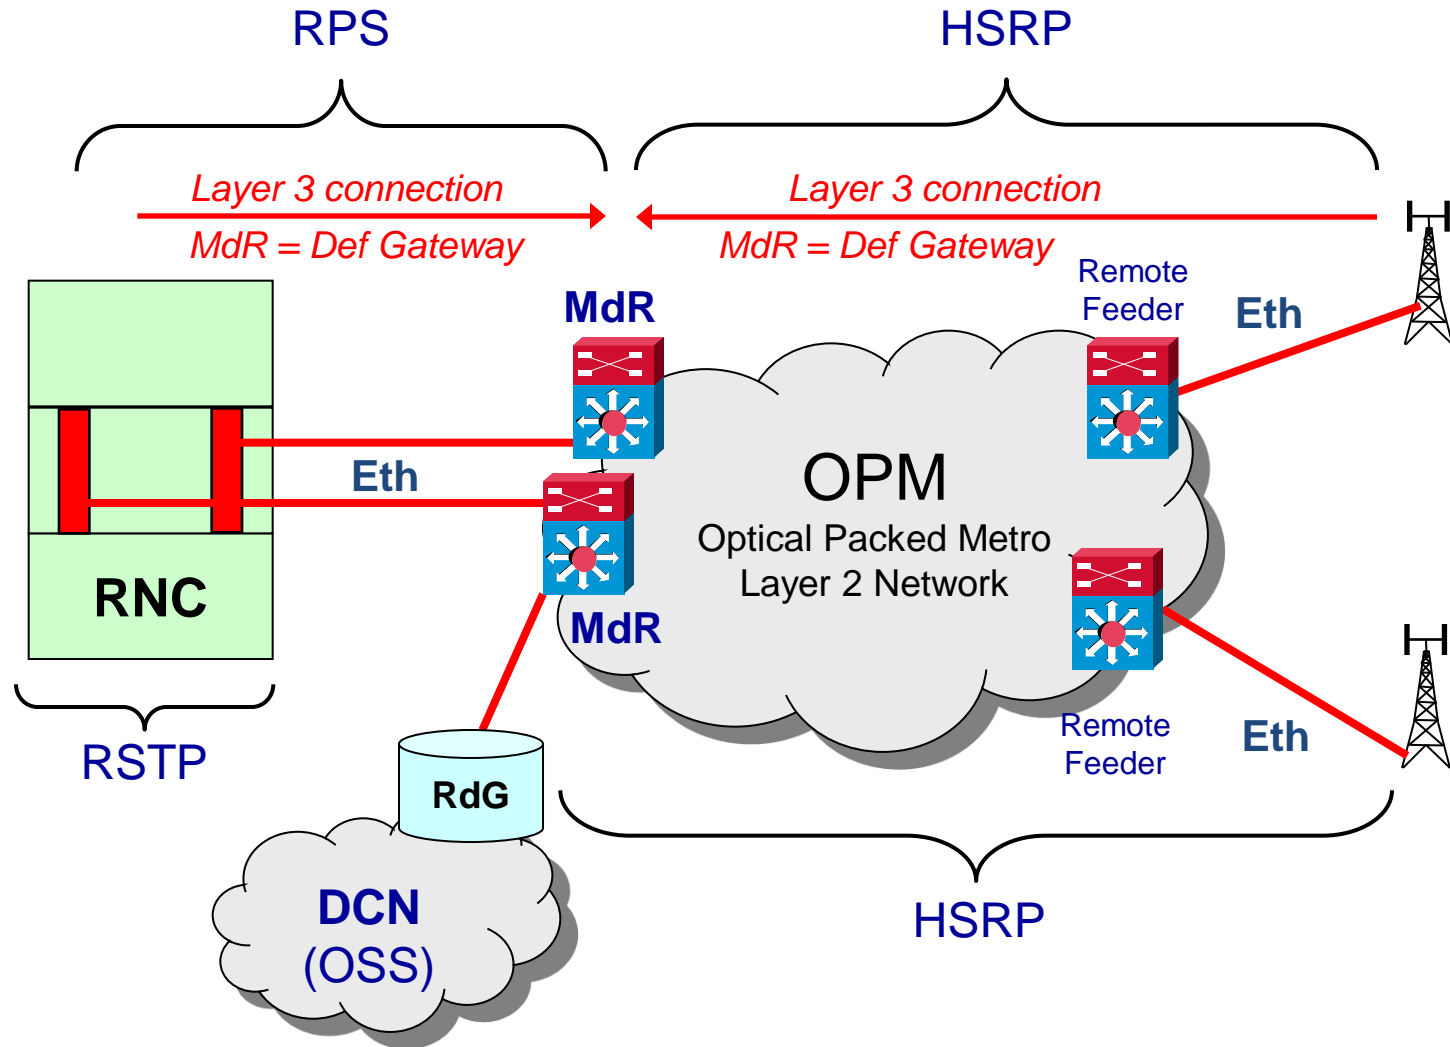 RPS
HSRP
Layer 3 connection
MdR = Def Gateway
Layer 3 connection
MdR = Def Gateway
MdR
Remote
Feeder
Eth
Eth
OPM
Optical Packed Metro
Layer 2 Network
RNC
MdR
RSTP
Remote
Feeder
Eth
RdG
DCN
(OSS)
HSRP